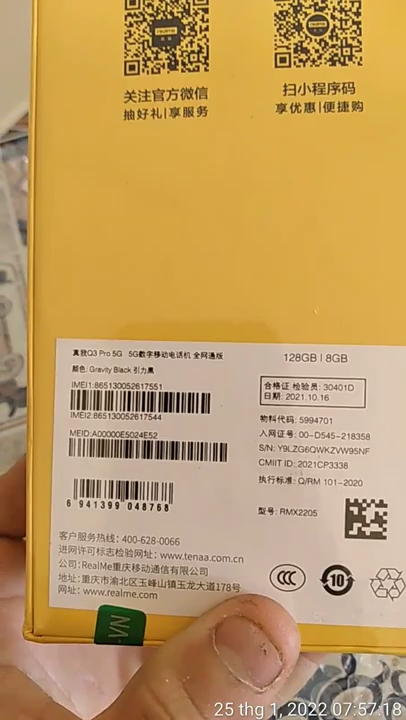 关注官方微信
抽好礼|享服务
扫小程序码
享优惠|便捷购
真我Q3 Pro 5G 5G数字移动电话机 全网通版
颜色: Gravity Black 引力黑
128GB | 8GB
IMEI1:865130052617551
IMEI2:865130052617544
MEID:A00000E5024E52
6 941399 048768
合格证 检验员: 30401D
日期: 2021.10.16
物料代码: 5994701
入网证号: 00-D545-218358
S/N: Y9LZG6QWKZVW95NF
CMIIT ID: 2021CP3338
执行标准: Q/RM 101-2020
型号: RMX2205
客户服务热线: 400-628-0066
进网许可标志检验网址: www.tenaa.com.cn
公司: RealMe重庆移动通信有限公司
地址: 重庆市渝北区玉峰山镇玉龙大道178号
网址: www.realme.com
CCC
10
25 thg 1, 2022 07:57:18